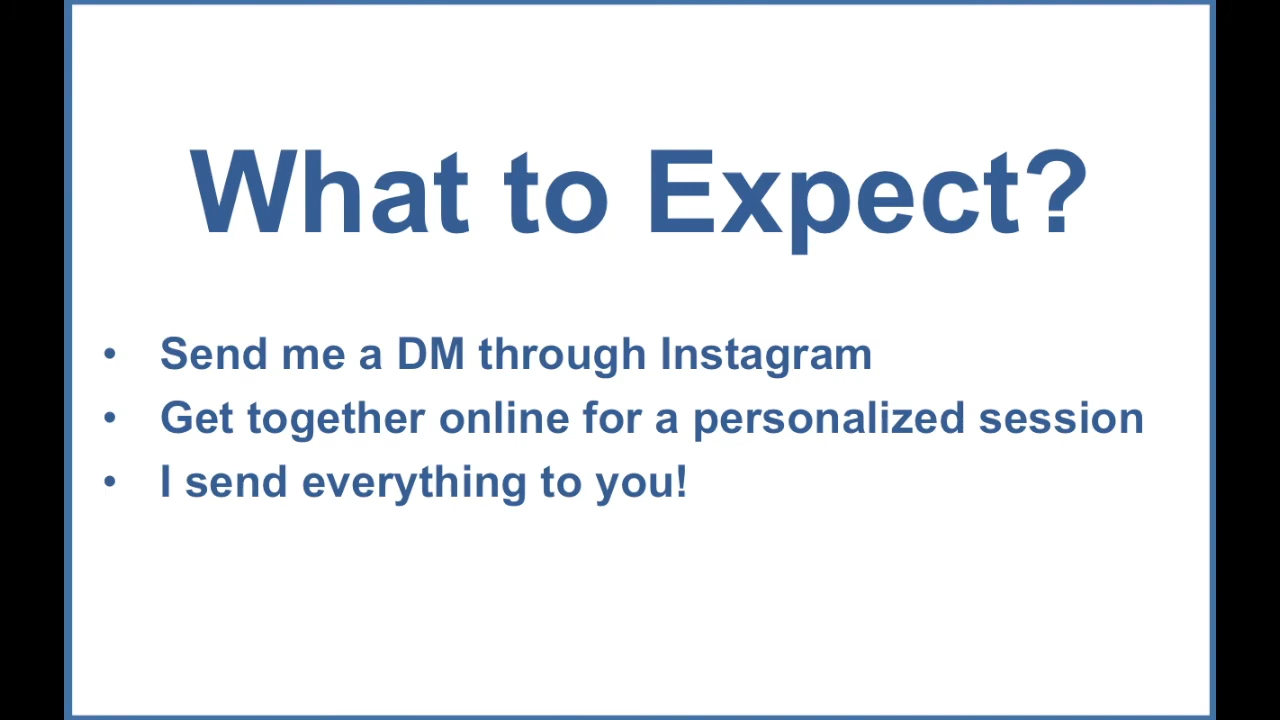 What to Expect?
• Send me a DM through Instagram
• Get together online for a personalized session
• I send everything to you!